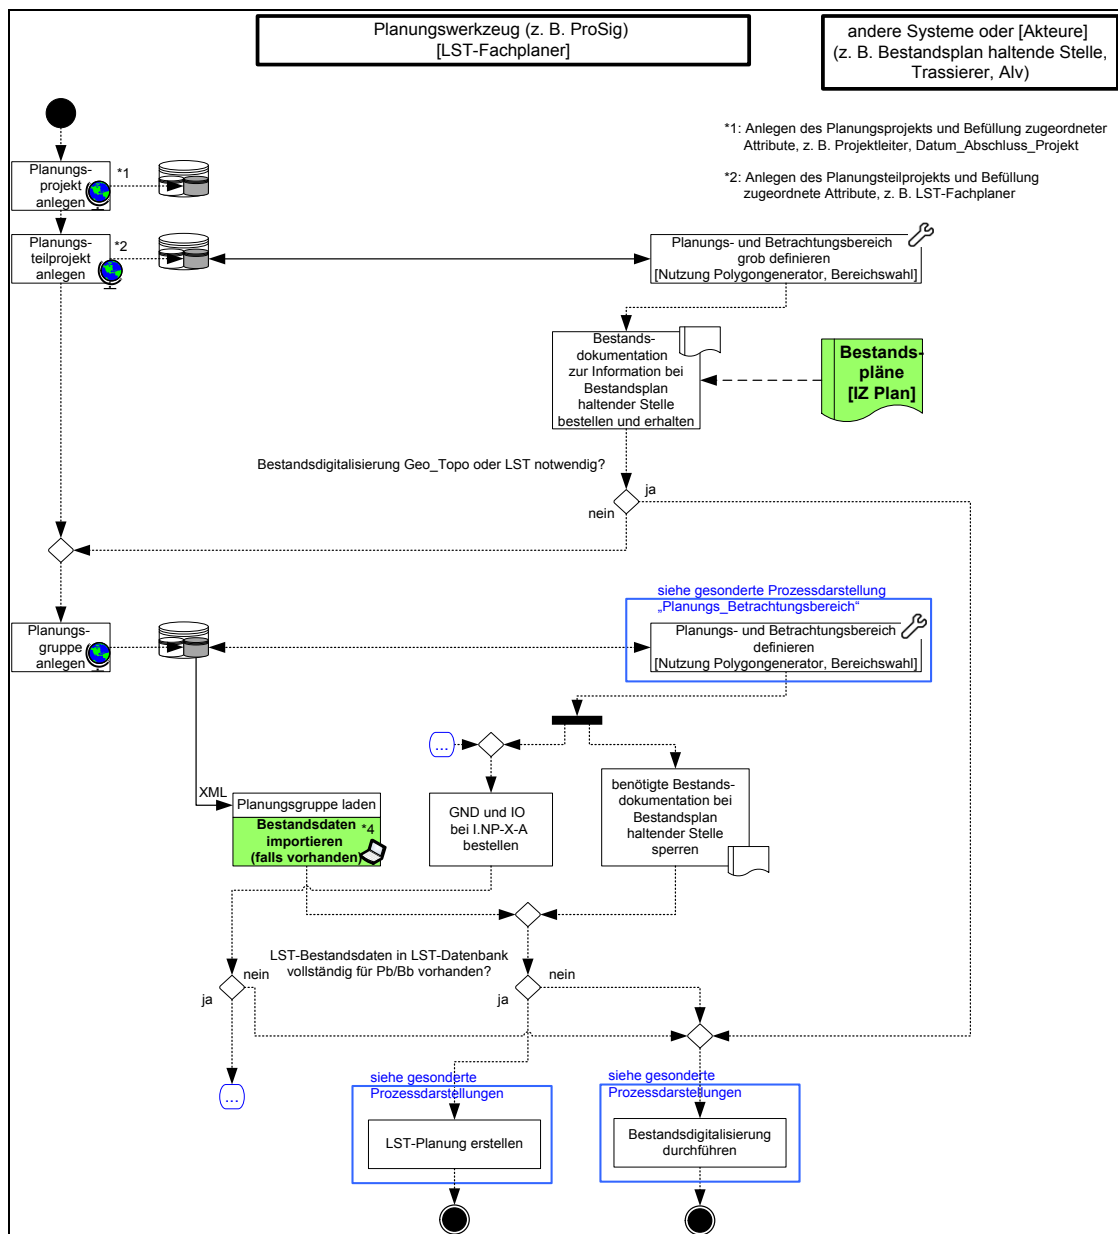 Planungswerkzeug (z. B. ProSig)
[LST-Fachplaner]
andere Systeme oder [Akteure]
(z. B. Bestandsplan haltende Stelle,
Trassierer, Alv)
*1: Anlegen des Planungsprojekts und Befüllung zugeordneter
Attribute, z. B. Projektleiter, Datum_Abschluss_Projekt
*2: Anlegen des Planungsteilprojekts und Befüllung
zugeordnete Attribute, z. B. LST-Fachplaner
Planungs-
projekt
anlegen
*1
Planungs-
teilprojekt
anlegen
*2
Planungs- und Betrachtungsbereich
grob definieren
[Nutzung Polygongenerator, Bereichswahl]
Bestands-
dokumentation
zur Information bei
Bestandsplan
haltender Stelle
bestellen und erhalten
Bestands-
pläne
[IZ Plan]
Bestandsdigitalisierung Geo_Topo oder LST notwendig?
ja
nein
siehe gesonderte Prozessdarstellung
„Planungs_Betrachtungsbereich“
Planungs-
gruppe
anlegen
Planungs- und Betrachtungsbereich
definieren
[Nutzung Polygongenerator, Bereichswahl]
...
XML
Planungsgruppe laden
Bestandsdaten
importieren
(falls vorhanden)
*4
GND und IO
bei I.NP-X-A
bestellen
benötigte Bestands-
dokumentation bei
Bestandsplan
haltender Stelle
sperren
LST-Bestandsdaten in LST-Datenbank
vollständig für Pb/Bb vorhanden?
nein
ja
nein
ja
...
siehe gesonderte
Prozessdarstellungen
LST-Planung erstellen
siehe gesonderte
Prozessdarstellungen
Bestandsdigitalisierung
durchführen